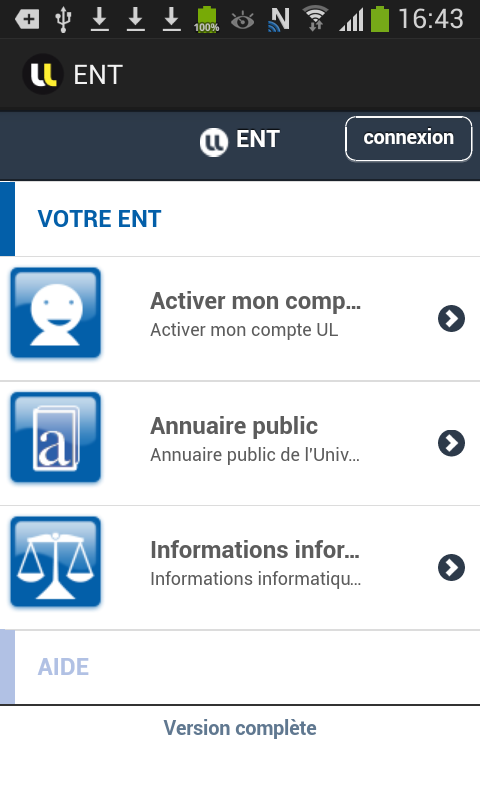 100%
N
16:43
ENT
ENT
connexion
VOTRE ENT
Activer mon comp...
Activer mon compte UL
a
Annuaire public
Annuaire public de l'Univ...
Informations infor...
Informations informatiqu...
AIDE
Version complète